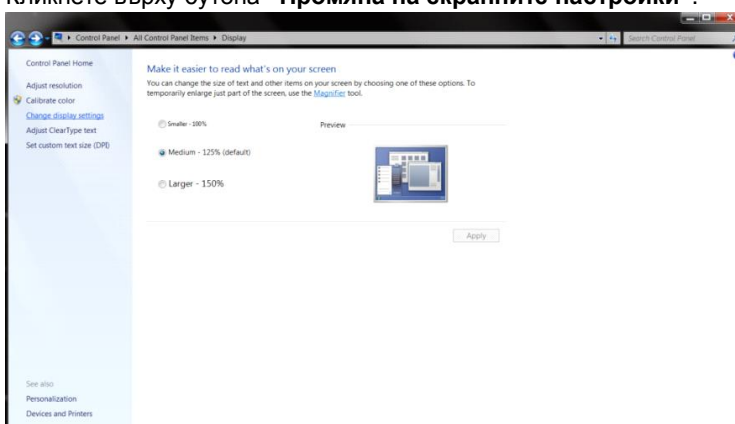 Кликнете върху бутона "Промяна на екранните настройки".
Control Panel ▸ All Control Panel Items ▸ Display
Search Control Panel
Control Panel Home
Adjust resolution
Calibrate color
Change display settings
Adjust ClearType text
Set custom text size (DPI)
Make it easier to read what's on your screen
You can change the size of text and other items on your screen by choosing one of these options. To
temporarily enlarge just part of the screen, use the Magnifier tool.
Smaller - 100%
Preview
Medium - 125% (default)
Larger - 150%
Apply
See also
Personalization
Devices and Printers